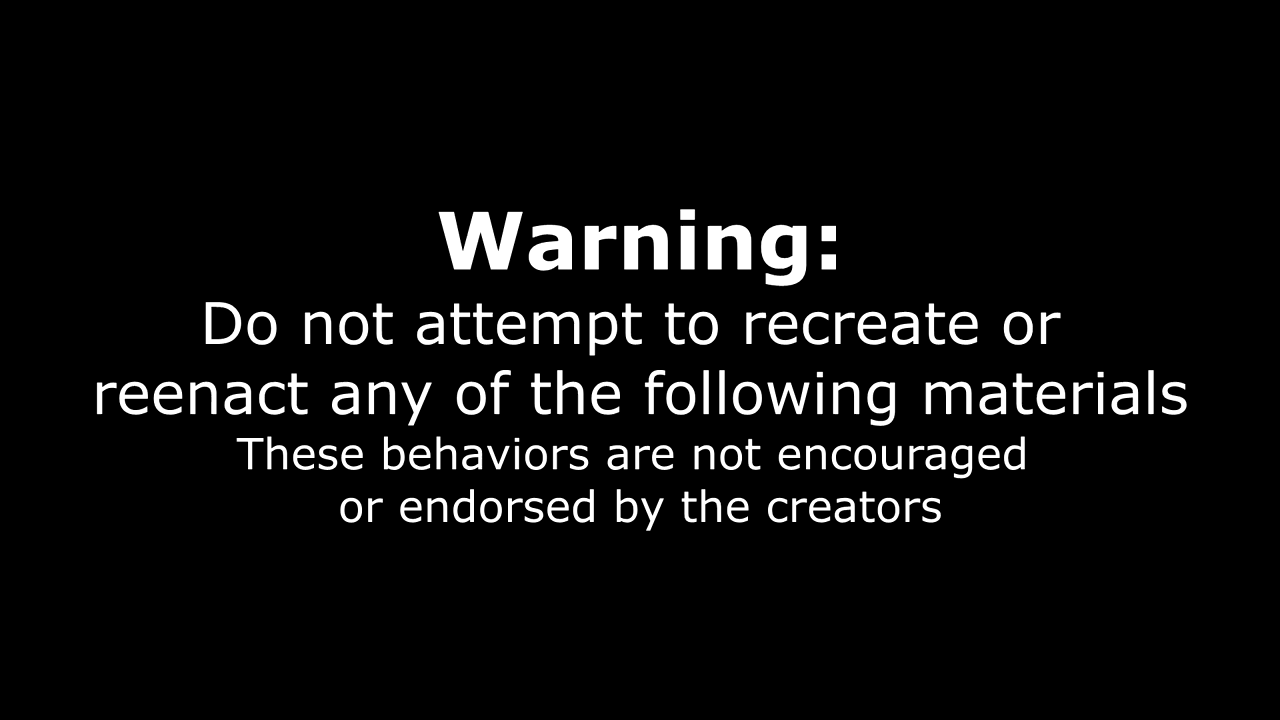 Warning:
Do not attempt to recreate or
reenact any of the following materials
These behaviors are not encouraged
or endorsed by the creators